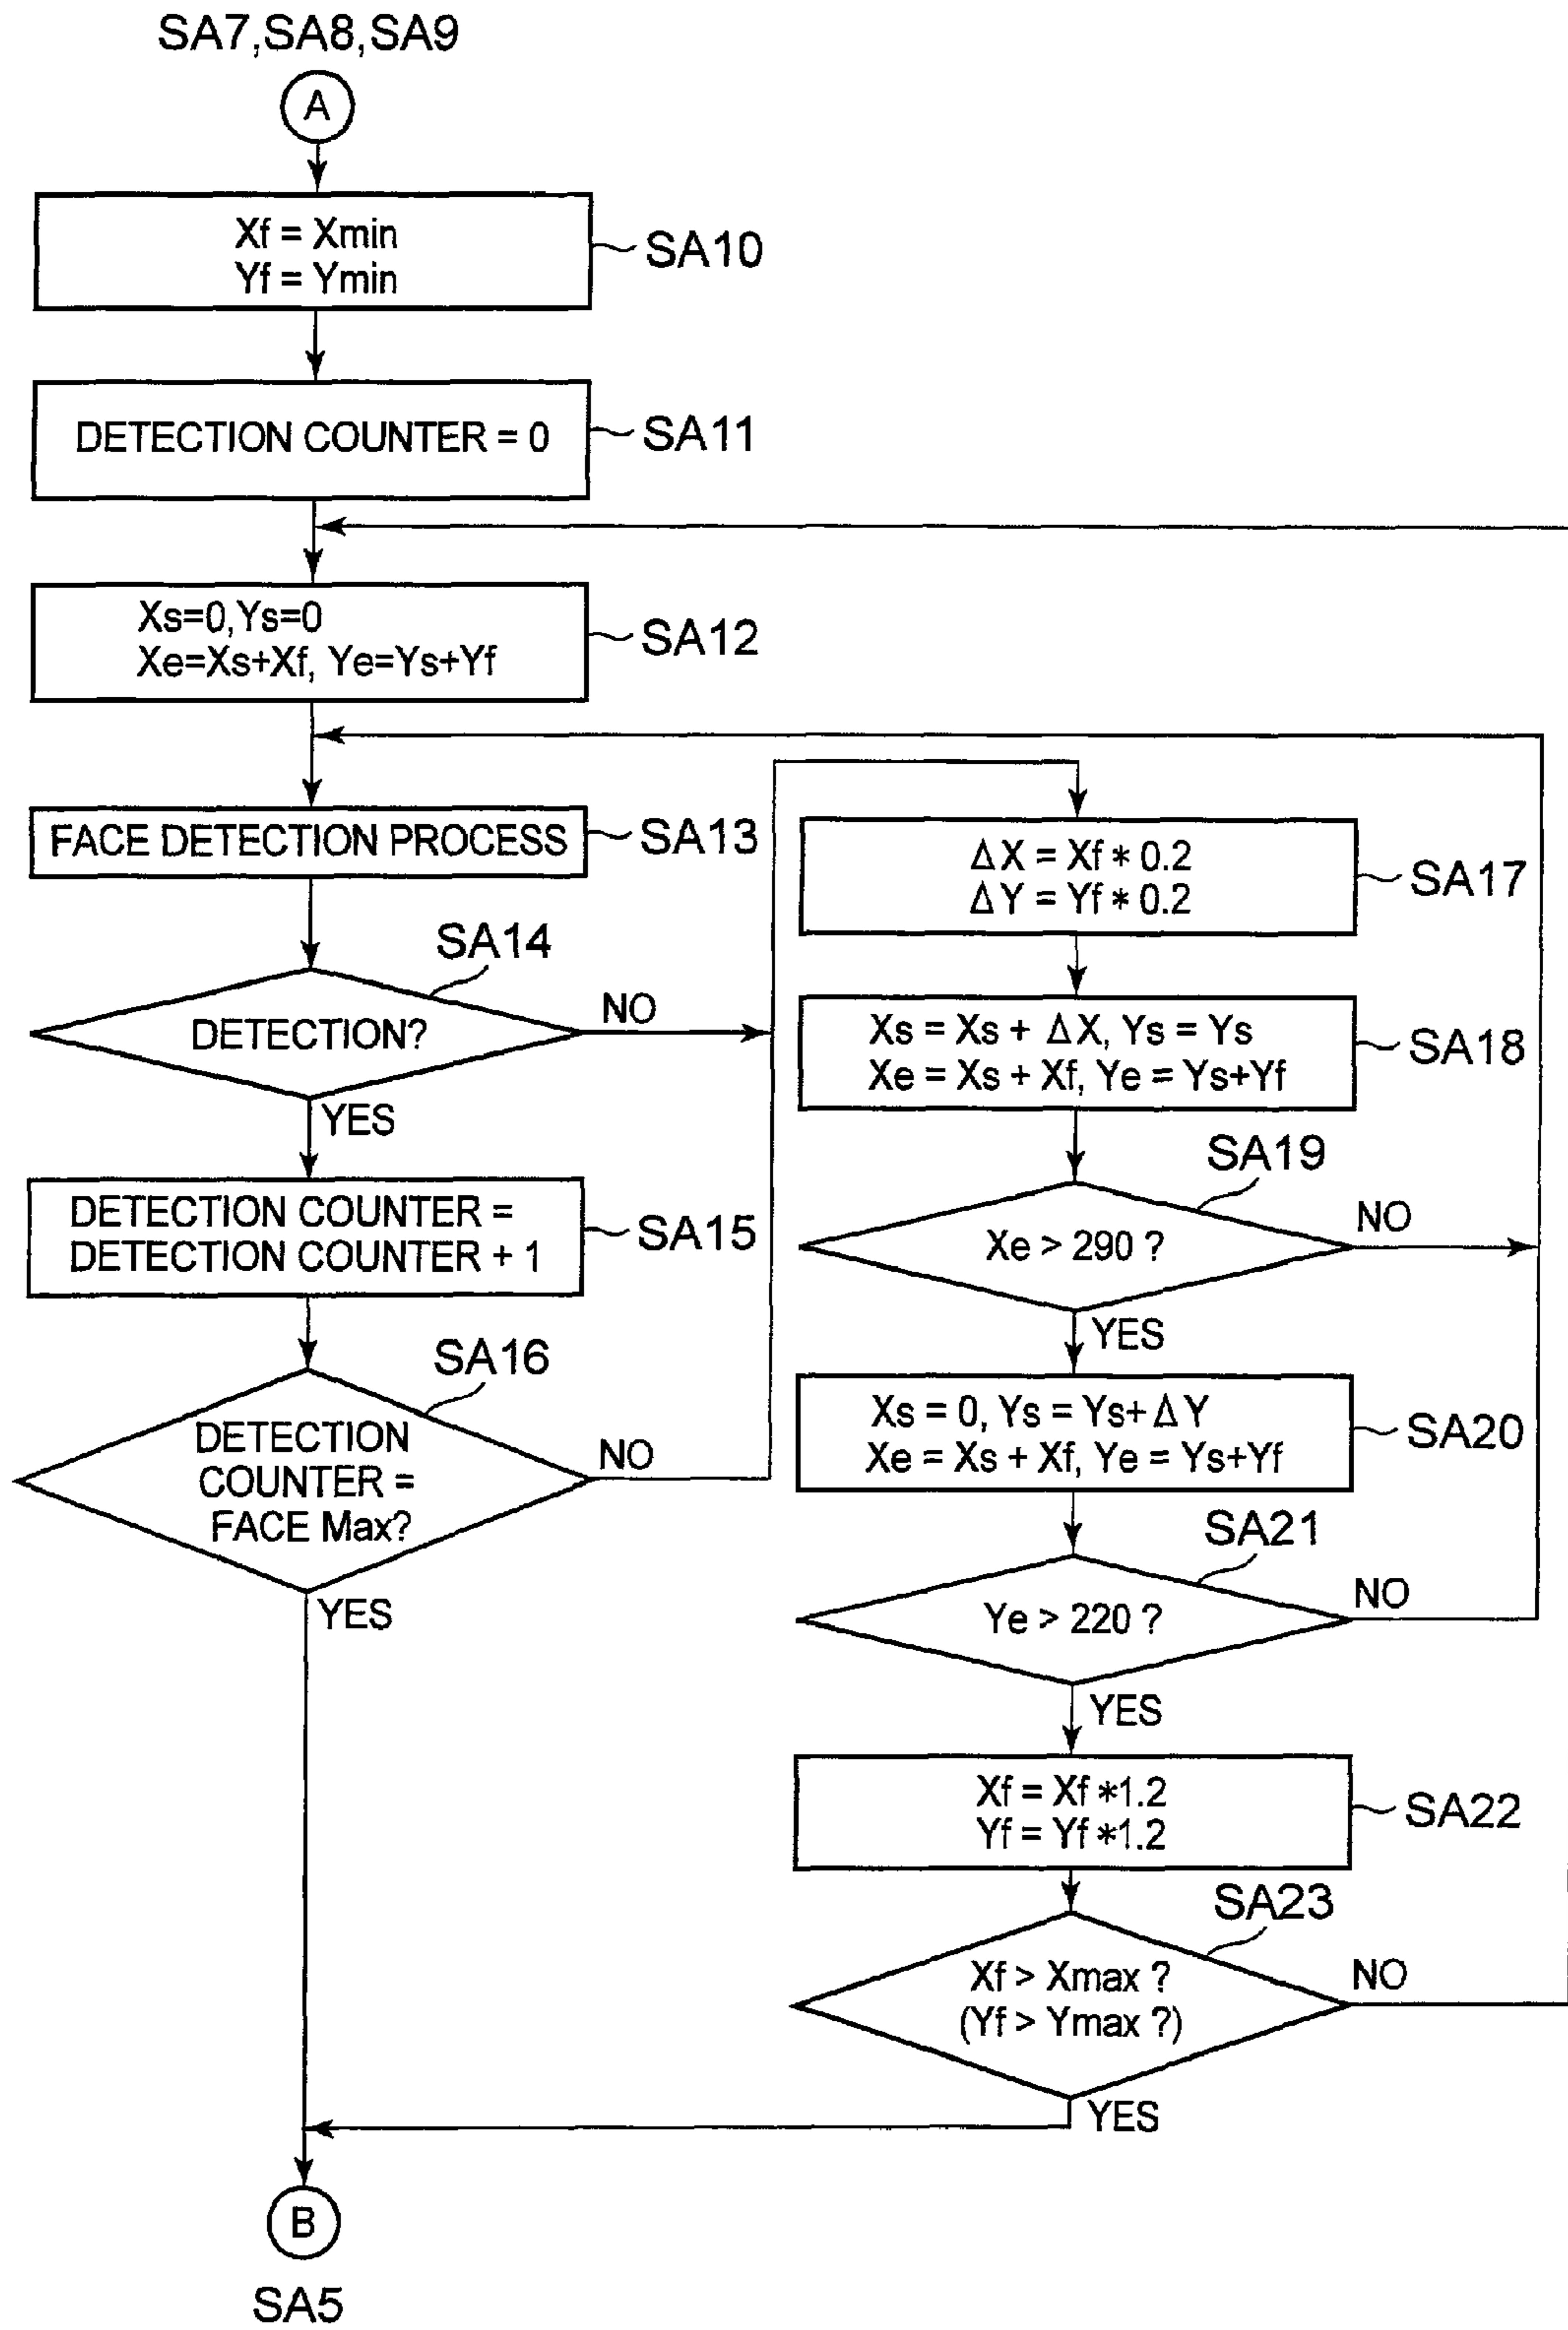 SA7,SA8,SA9
A
Xf = Xmin
Yf = Ymin
SA10
DETECTION COUNTER = 0
SA11
Xs=0,Ys=0
Xe=Xs+Xf, Ye=Ys+Yf
SA12
FACE DETECTION PROCESS
SA13
SA14
DETECTION?
NO
YES
DETECTION COUNTER =
DETECTION COUNTER + 1
SA15
SA16
DETECTION
COUNTER =
FACE Max?
NO
YES
ΔX = Xf * 0.2
ΔY = Yf * 0.2
SA17
Xs = Xs + ΔX, Ys = Ys
Xe = Xs + Xf, Ye = Ys+Yf
SA18
SA19
Xe > 290 ?
NO
YES
Xs = 0, Ys = Ys+ΔY
Xe = Xs + Xf, Ye = Ys+Yf
SA20
SA21
Ye > 220 ?
NO
YES
Xf = Xf *1.2
Yf = Yf *1.2
SA22
SA23
Xf > Xmax ?
(Yf > Ymax ?)
NO
YES
B
SA5